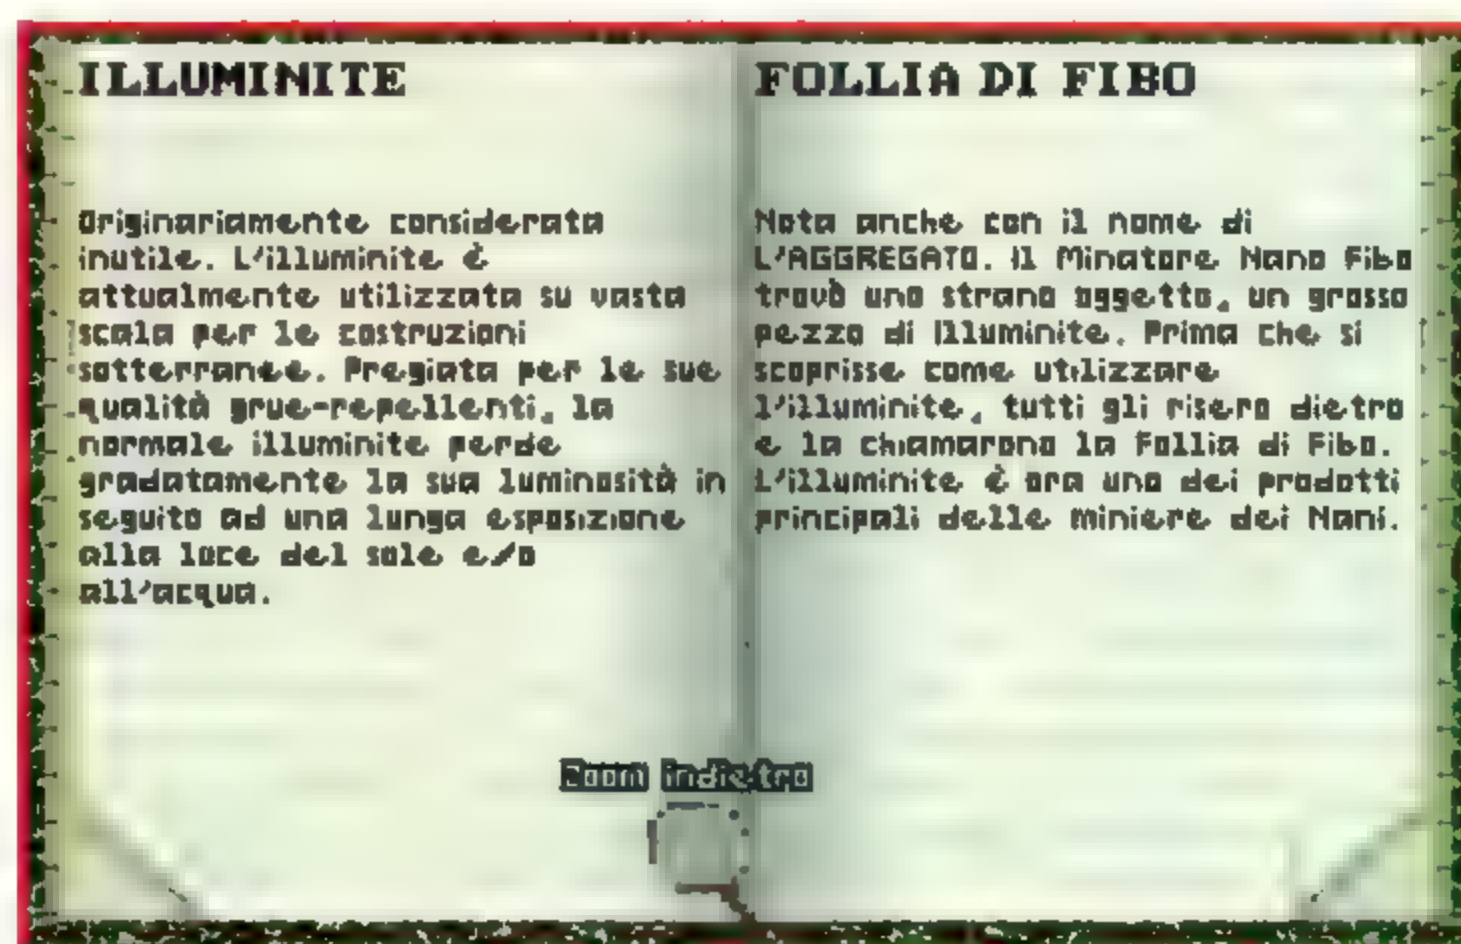 ILLUMINITE
Originariamente considerata
inutile. L'illuminite è
attualmente utilizzata su vasta
scala per le costruzioni
sotterranee. Pregiata per le sue
qualità grue-repellenti, la
normale illuminite perde
gradatamente la sua luminosità in
seguito ad una lunga esposizione
alla luce del sole e/o
all'acqua.
FOLLIA DI FIBO
Nota anche con il nome di
L'AGGREGATO. Il Minatore Nano Fibo
trovò uno strano oggetto, un grosso
pezzo di Illuminite. Prima che si
scoprisse come utilizzare
l'illuminite, tutti gli risero dietro
e la chiamarono la Follia di Fibo.
L'illuminite è ora uno dei prodotti
principali delle miniere dei Nani.
Zoom indietro